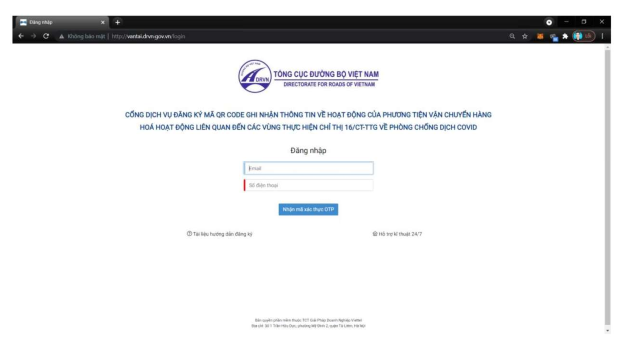 Đăng nhập
Không bảo mật | http://vantai.drvn.gov.vn/login
DRVN
TỔNG CỤC ĐƯỜNG BỘ VIỆT NAM
DIRECTORATE FOR ROADS OF VIETNAM
CỔNG DỊCH VỤ ĐĂNG KÝ MÃ QR CODE GHI NHẬN THÔNG TIN VỀ HOẠT ĐỘNG CỦA PHƯƠNG TIỆN VẬN CHUYỂN HÀNG
HOÁ HOẠT ĐỘNG LIÊN QUAN ĐẾN CÁC VÙNG THỰC HIỆN CHỈ THỊ 16/CT-TTG VỀ PHÒNG CHỐNG DỊCH COVID
Đăng nhập
Email
Số điện thoại
Nhận mã xác thực OTP
Tài liệu hướng dẫn đăng ký
Hỗ trợ kĩ thuật 24/7
Bản quyền phần mềm thuộc TCT Giải Pháp Doanh Nghiệp Viettel
Địa chỉ: Số 1 Trần Hữu Dực, phường Mỹ Đình 2, quận Từ Liêm, Hà Nội